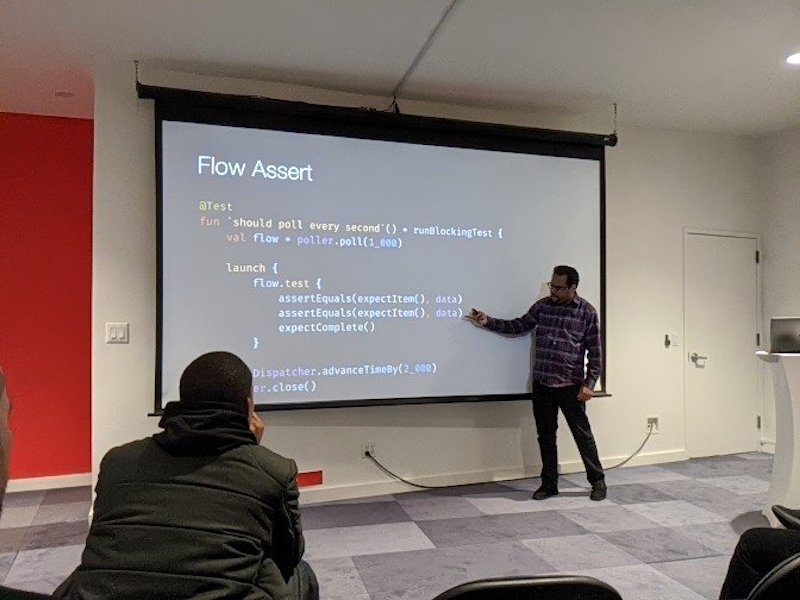 Flow Assert
@Test
fun `should poll every second`() = runBlockingTest {
val flow = poller.poll(1_000)
launch {
flow.test {
assertEquals(expectItem(), data)
assertEquals(expectItem(), data)
expectComplete()
}
Dispatcher.advanceTimeBy(2_000)
er.close()